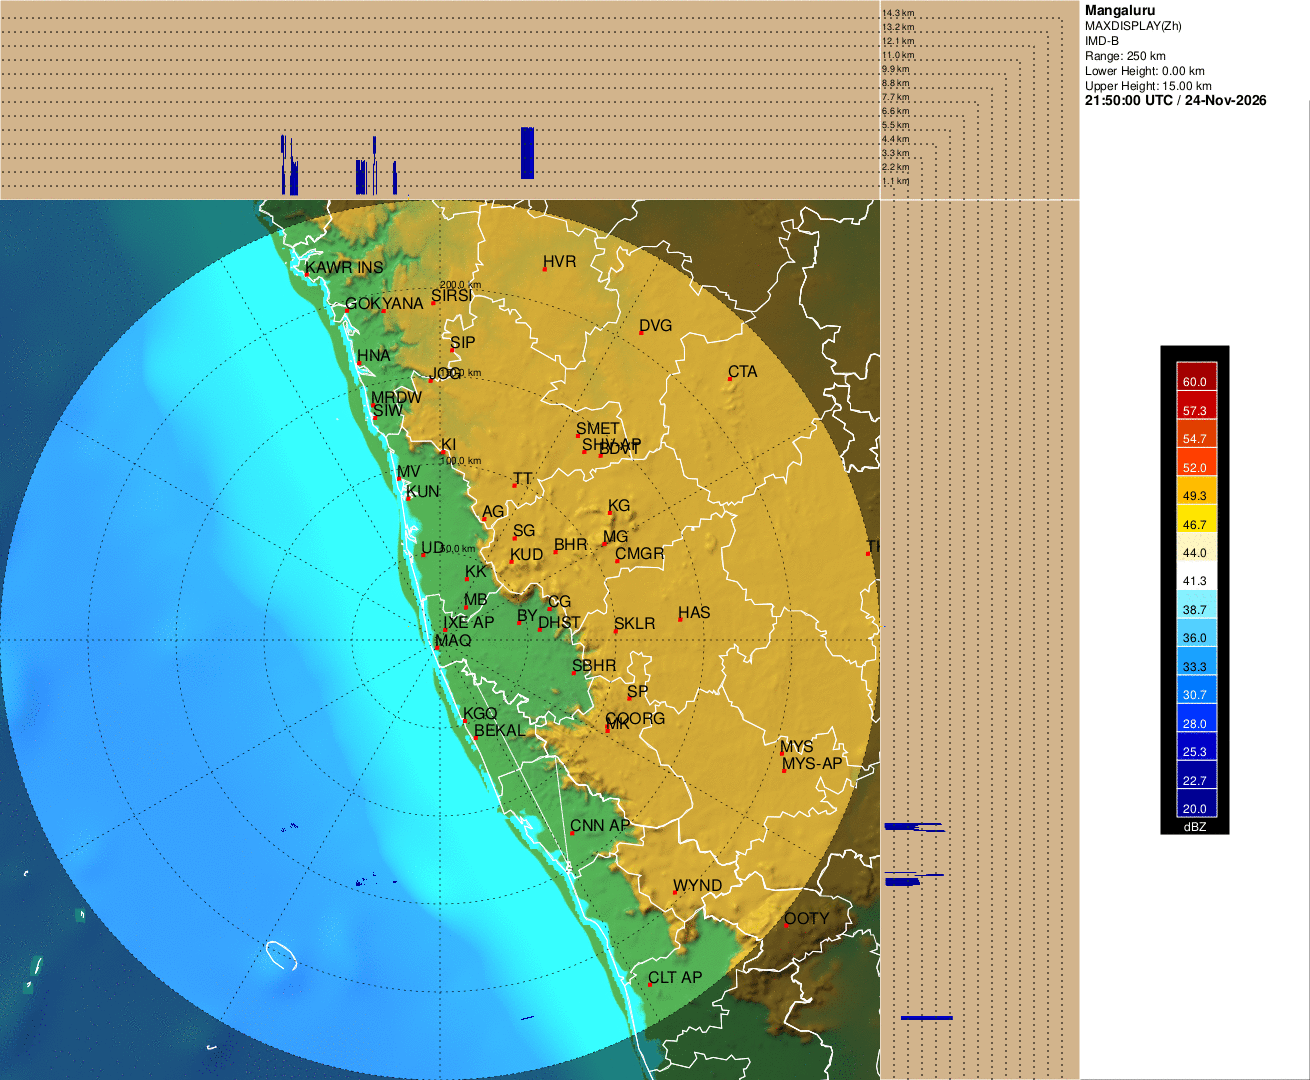 14.3 km
13.2 km
12.1 km
11.0 km
9.9 km
8.8 km
7.7 km
6.6 km
5.5 km
4.4 km
3.3 km
2.2 km
1.1 km
Mangaluru
MAXDISPLAY(Zh)
IMD-B
Range: 250 km
Lower Height: 0.00 km
Upper Height: 15.00 km
21:50:00 UTC / 24-Nov-2026
KAWR INS
HVR
200.0 km
GOKYANA
SIRSI
DVG
SIP
HNA
JOG
CTA
MRDW
SIW
SMET
KI
SHV-AP
BDVT
100.0 km
MV
TT
KUN
AG
KG
SG
MG
UD
50.0 km
KUD
BHR
CMGR
KK
MB
CG
HAS
IXE AP
BY
DHST
SKLR
MAQ
SBHR
SP
KGQ
COORG
MK
BEKAL
MYS
MYS-AP
CNN AP
WYND
OOTY
CLT AP
60.0
57.3
54.7
52.0
49.3
46.7
44.0
41.3
38.7
36.0
33.3
30.7
28.0
25.3
22.7
20.0
dBZ